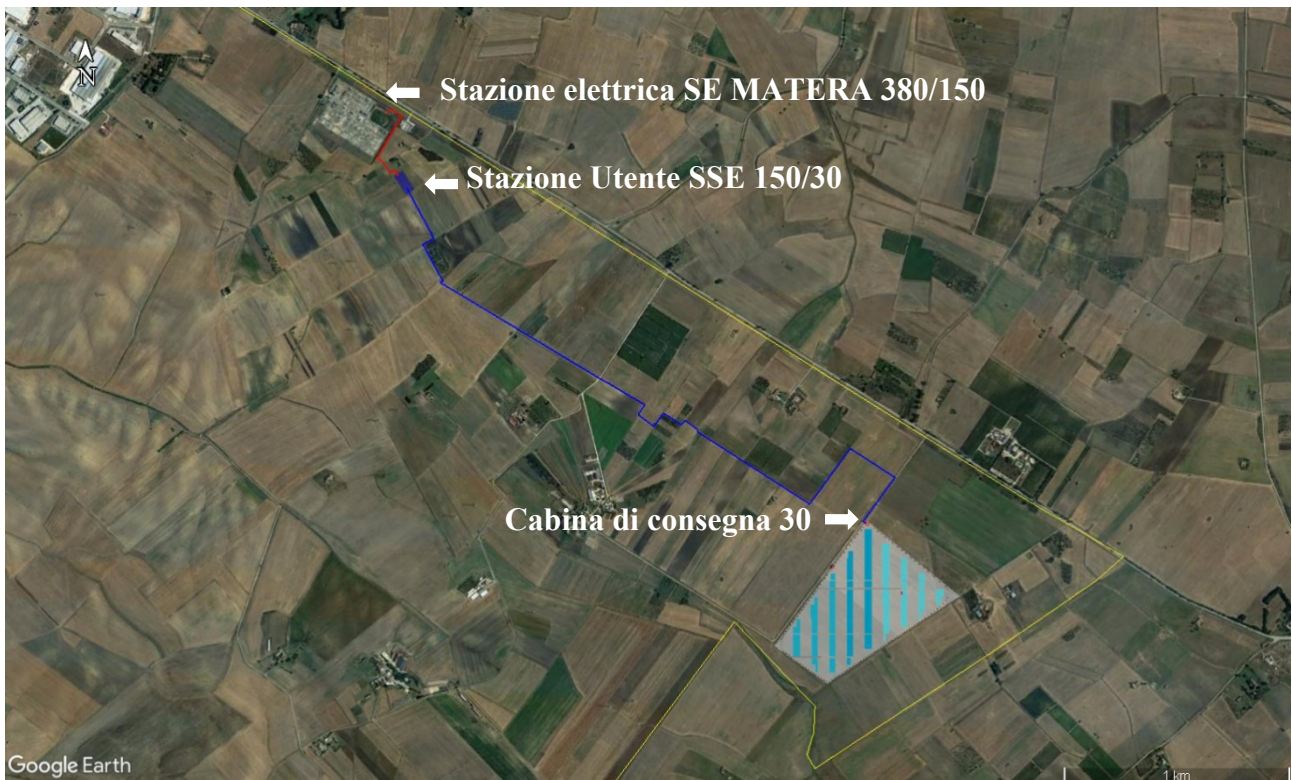 N
Stazione elettrica SE MATERA 380/150
Stazione Utente SSE 150/30
Cabina di consegna 30
Google Earth
1 km